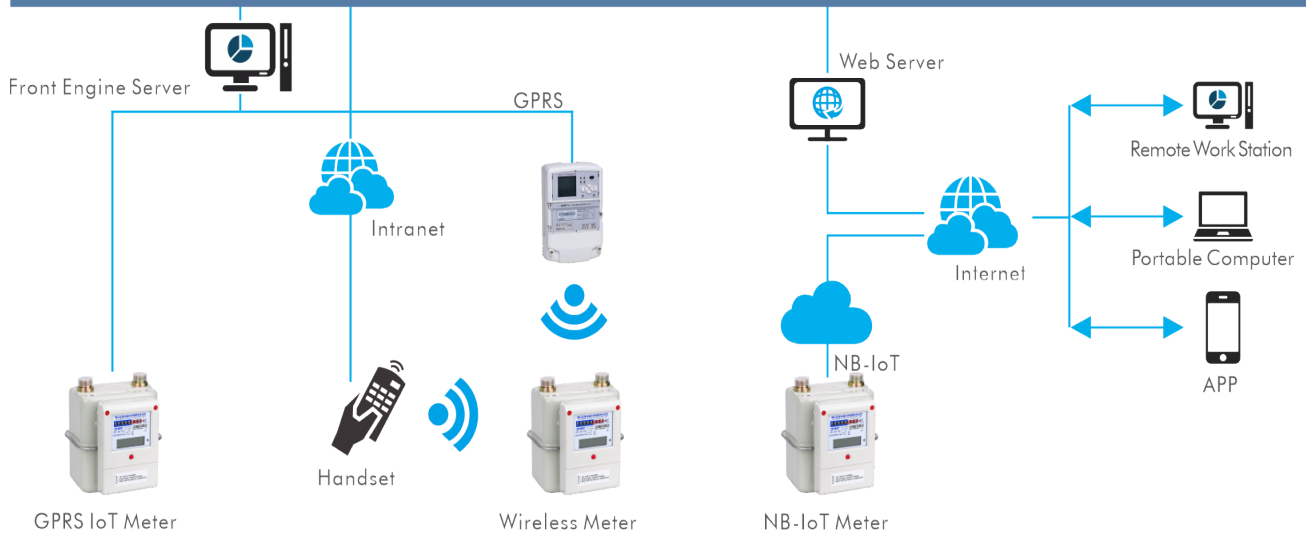 Front Engine Server
GPRS
Web Server
Remote Work Station
Intranet
Internet
Portable Computer
NB-IoT
APP
Handset
GPRS IoT Meter
Wireless Meter
NB-IoT Meter